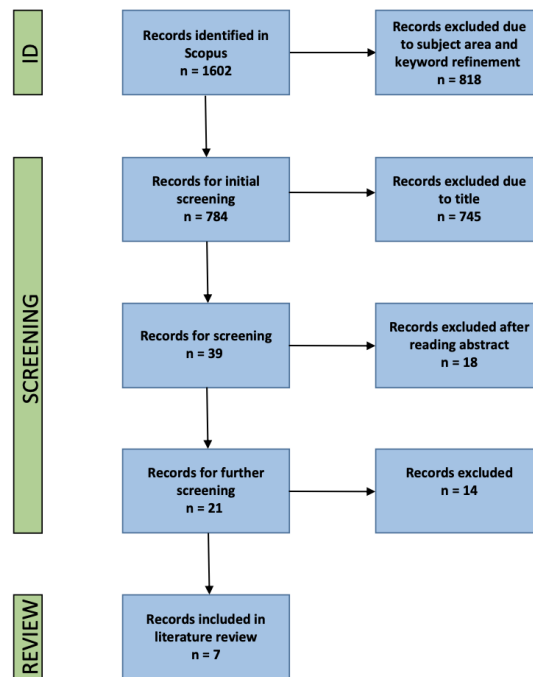 ID
Records identified in
Scopus
n = 1602
Records excluded due
to subject area and
keyword refinement
n = 818
SCREENING
Records for initial
screening
n = 784
Records excluded due
to title
n = 745
Records for screening
n = 39
Records excluded after
reading abstract
n = 18
Records for further
screening
n = 21
Records excluded
n = 14
REVIEW
Records included in
literature review
n = 7